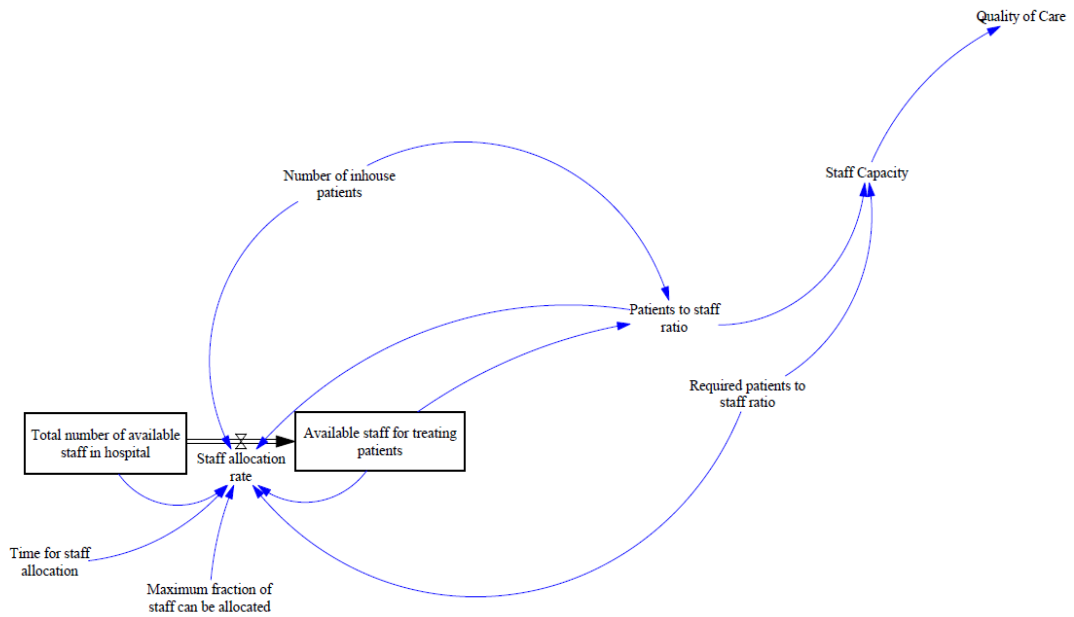 Quality of Care
Number of inhouse
patients
Staff Capacity
Patients to staff
ratio
Required patients to
staff ratio
Total number of available
staff in hospital
Available staff for treating
patients
Staff allocation
rate
Time for staff
allocation
Maximum fraction of
staff can be allocated